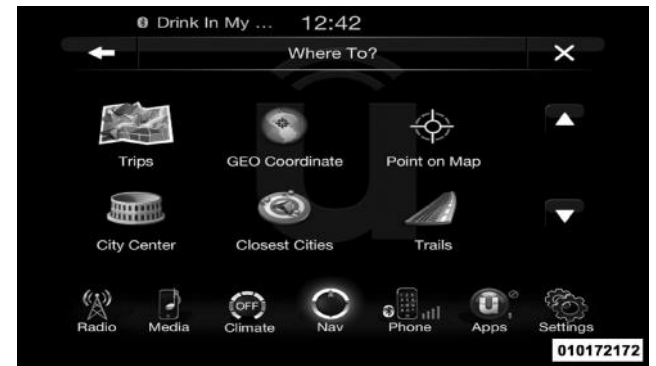 Drink In My ... 12:42
Where To?
Trips GEO Coordinate Point on Map
City Center Closest Cities Trails
OFF
Radio Media Climate Nav Phone Apps Settings
010172172